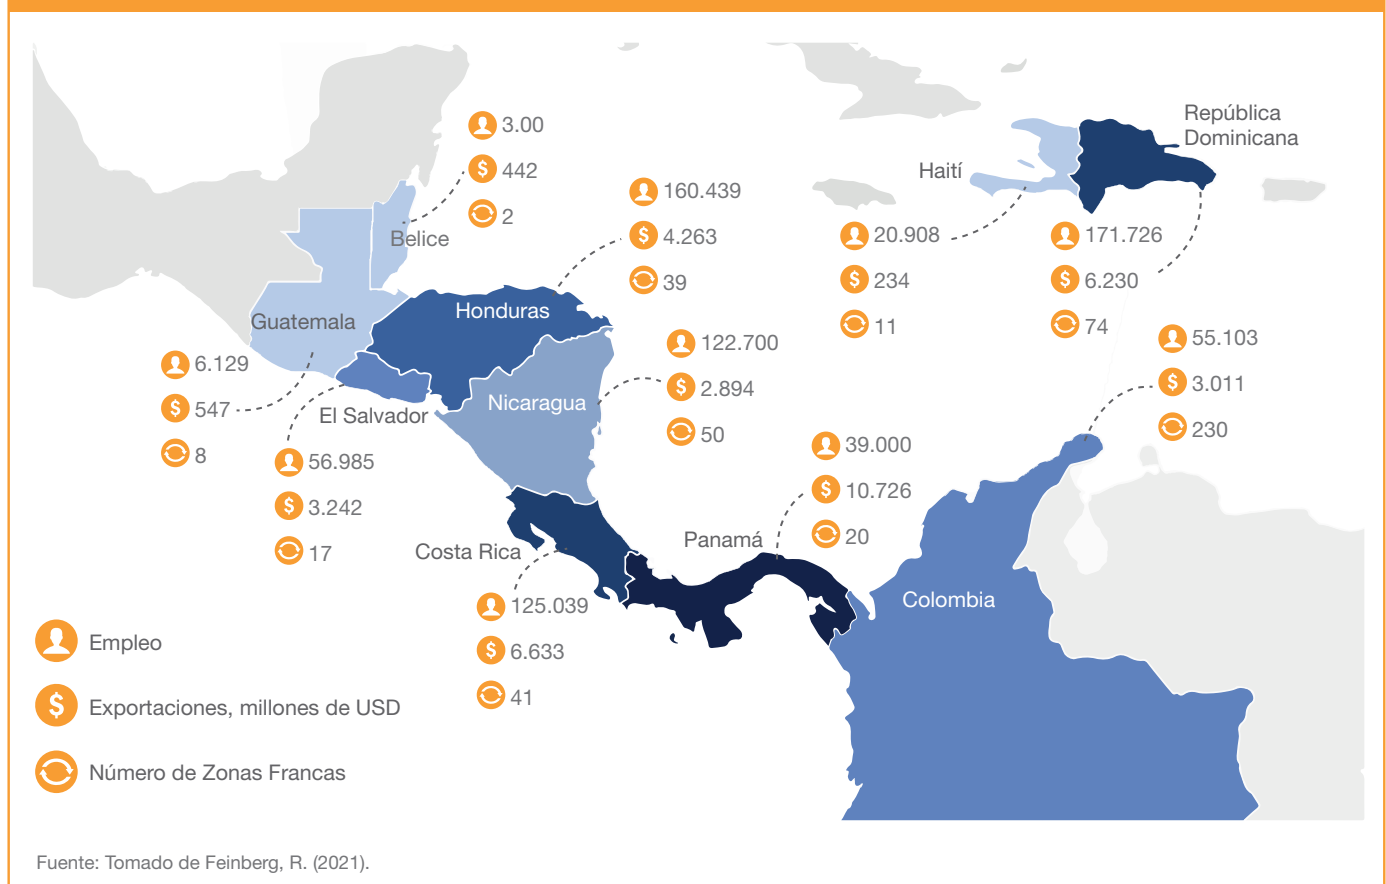 3.00
442
2
Belice
República
Dominicana
Haití
160.439
4.263
39
20.908
234
11
171.726
6.230
74
Honduras
Guatemala
6.129
547
8
122.700
2.894
50
55.103
3.011
230
Nicaragua
El Salvador
56.985
3.242
17
39.000
10.726
20
Panamá
Costa Rica
125.039
6.633
41
Colombia
Empleo
Exportaciones, millones de USD
Número de Zonas Francas
Fuente: Tomado de Feinberg, R. (2021).